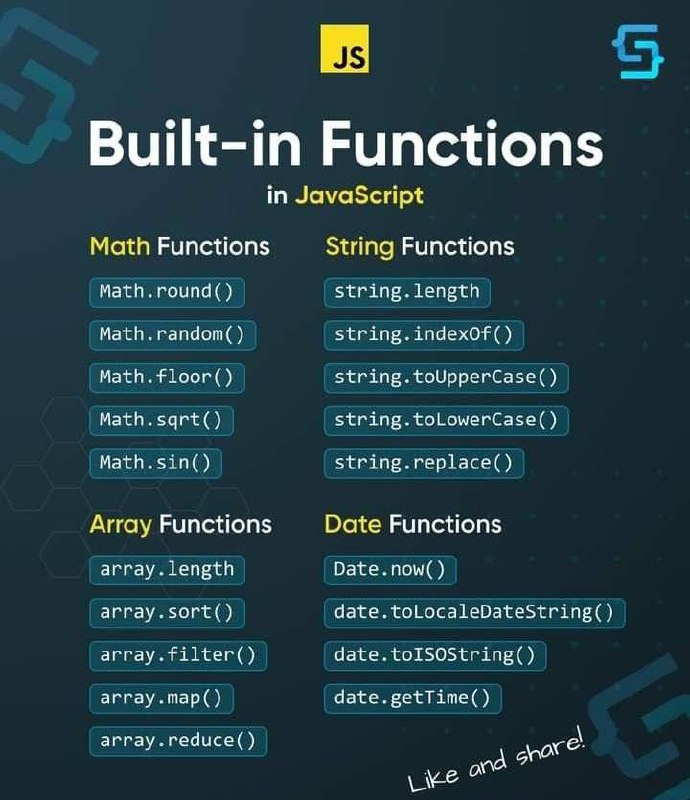 JS
Built-in Functions
in JavaScript
Math Functions
Math.round()
Math.random()
Math.floor()
Math.sqrt()
Math.sin()
String Functions
string.length
string.indexOf()
string.toUpperCase()
string.toLowerCase()
string.replace()
Array Functions
array.length
array.sort()
array.filter()
array.map()
array.reduce()
Date Functions
Date.now()
date.toLocaleDateString()
date.toISOString()
date.getTime()
Like and share!